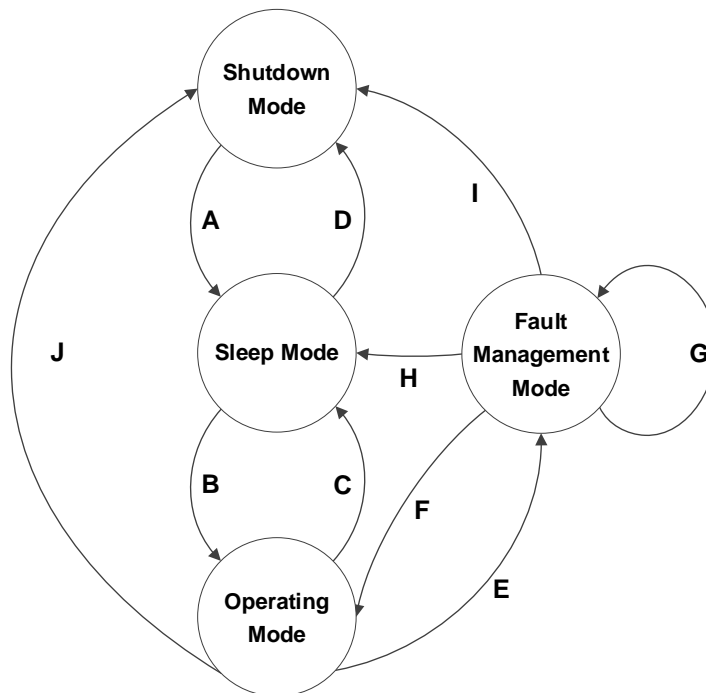 Shutdown
Mode
I
A
D
Fault
Management
Mode
J
Sleep Mode
G
H
B
C
F
Operating
Mode
E